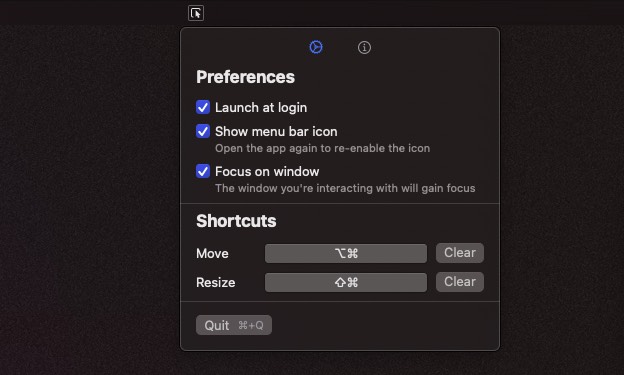 Preferences
Launch at login
Show menu bar icon
Open the app again to re-enable the icon
Focus on window
The window you're interacting with will gain focus
Shortcuts
Move ⌥⌘ Clear
Resize ⇧⌘ Clear
Quit ⌘+Q